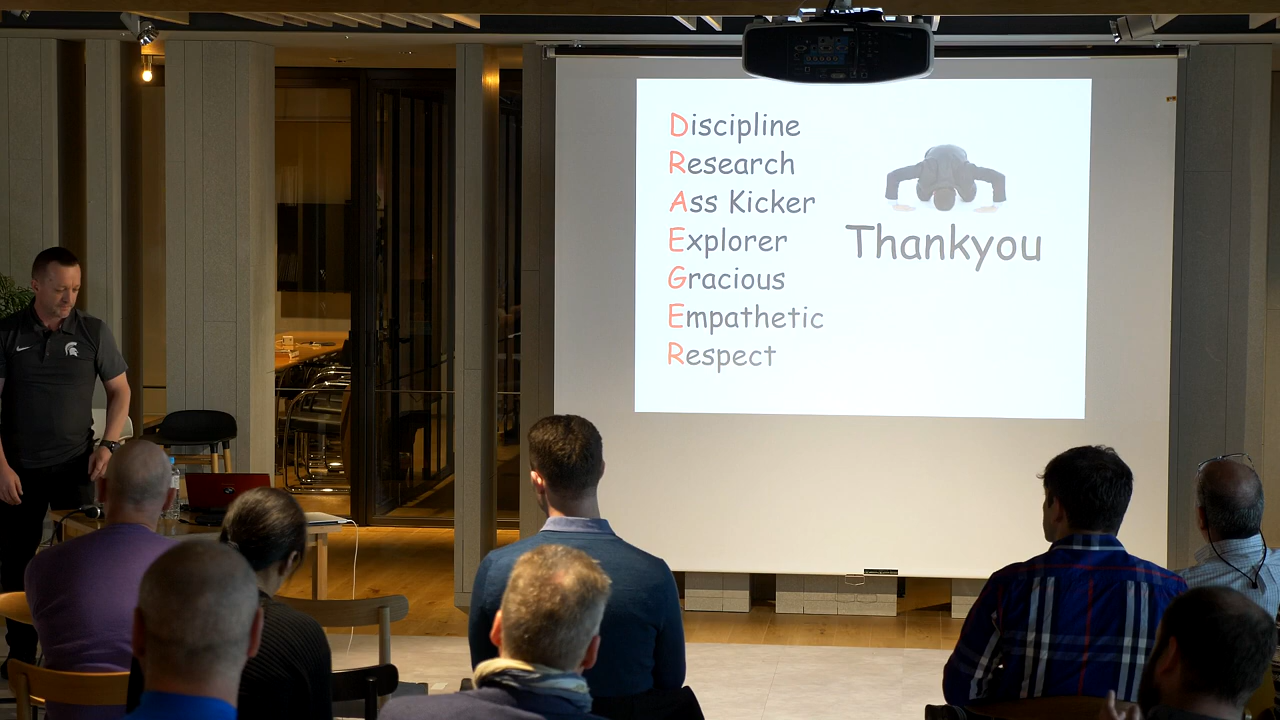 Discipline
Research
Ass Kicker
Explorer
Gracious
Empathetic
Respect
Thankyou